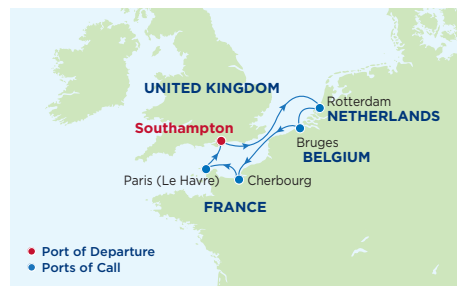 UNITED KINGDOM
Rotterdam
NETHERLANDS
Southampton
Bruges
BELGIUM
Paris (Le Havre)
Cherbourg
FRANCE
Port of Departure
Ports of Call